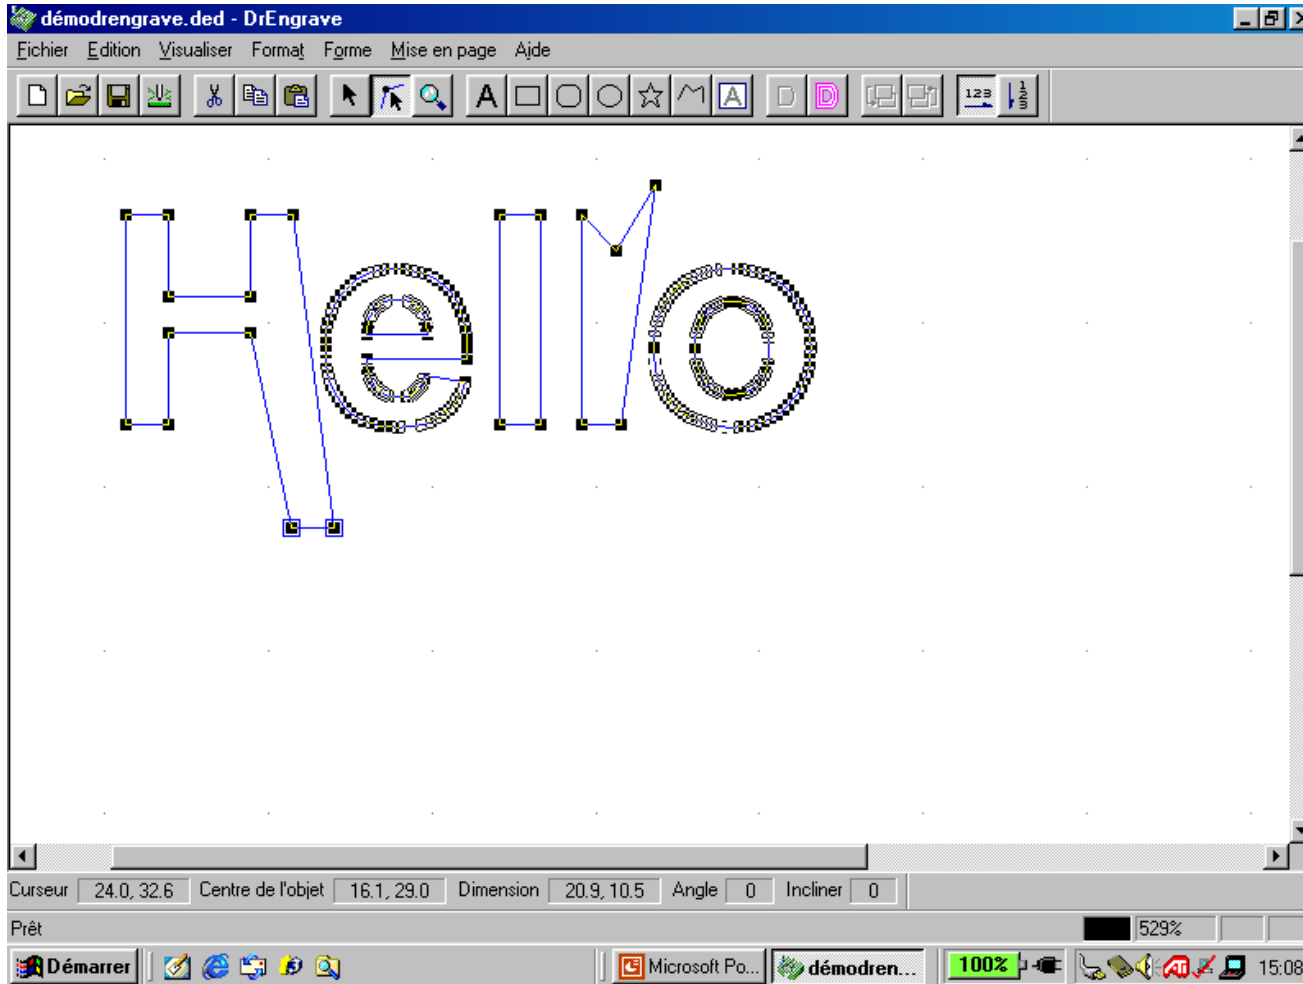 démodrengrave.ded - DrEngrave
Fichier Edition Visualiser Format Forme Mise en page Aide
A A D D 123 123
Hello
Curseur 24.0, 32.6 Centre de l'objet 16.1, 29.0 Dimension 20.9, 10.5 Angle 0 Incliner 0
Prêt 529%
Démarrer Microsoft Po... démodren... 100% 15:08